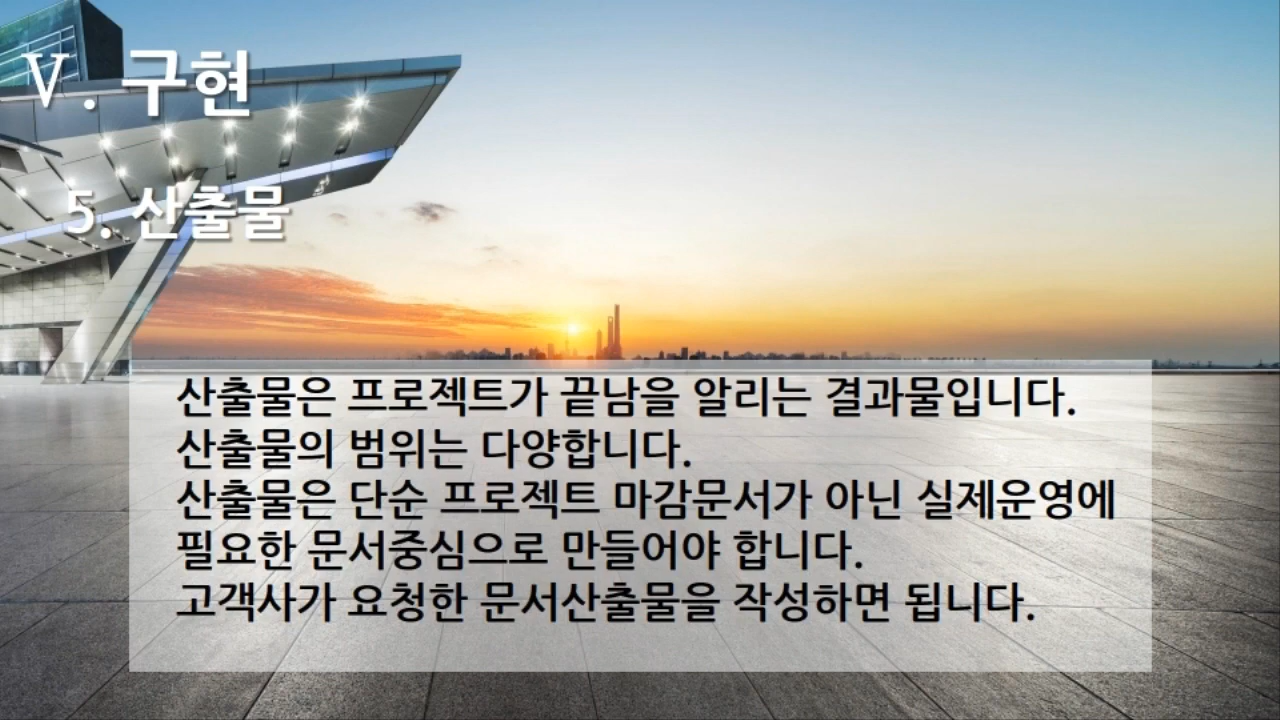 Ⅴ. 구현
5. 산출물
산출물은 프로젝트가 끝남을 알리는 결과물입니다.
산출물의 범위는 다양합니다.
산출물은 단순 프로젝트 마감문서가 아닌 실제운영에
필요한 문서중심으로 만들어야 합니다.
고객사가 요청한 문서산출물을 작성하면 됩니다.